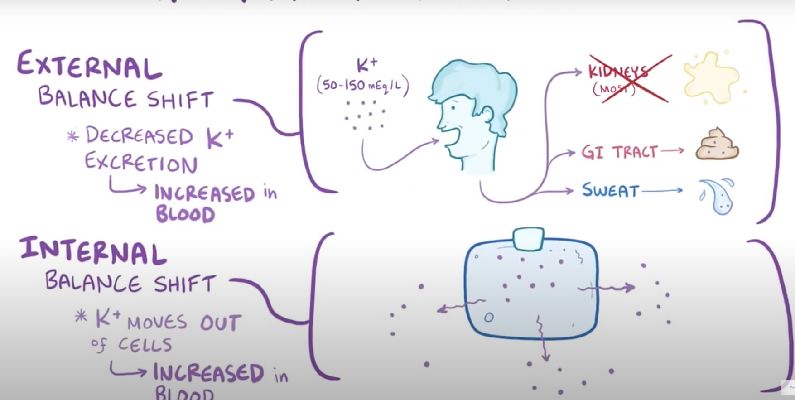 EXTERNAL
BALANCE SHIFT
* DECREASED K+
EXCRETION
↳ INCREASED in
BLOOD
K+
(50-150 mEq/L)
KIDNEYS
(MOST)
GI TRACT
SWEAT
INTERNAL
BALANCE SHIFT
* K+ MOVES OUT
of CELLS
↳ INCREASED in
BLOOD